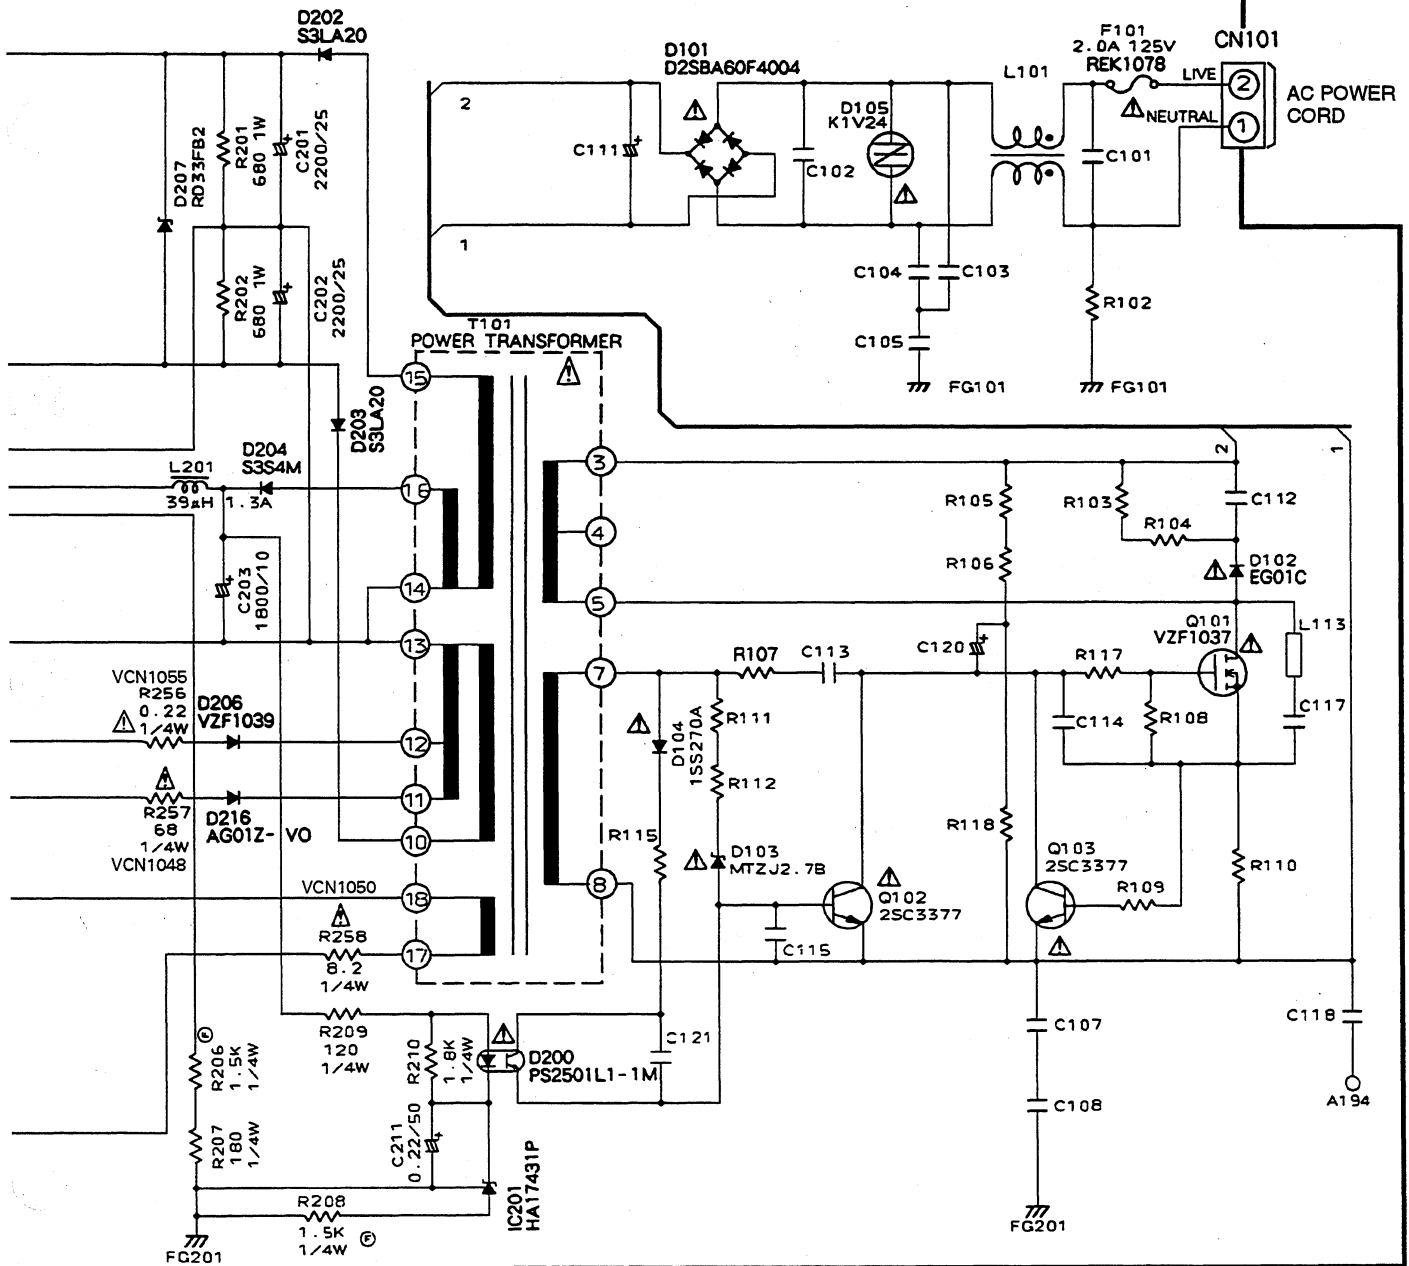 D202
S3LA20
D207
RD33FB2
R201
680 1W
C201
2200/25
R202
680 1W
C202
2200/25
D203
S3LA20
D204
S3S4M
L201
39µH 1.3A
C203
1800/10
VCN1055
R256
0.22
1/4W
D206
VZF1039
R257
68
1/4W
VCN1048
D216
AG01Z- VO
VCN1050
R258
8.2
1/4W
R209
120
1/4W
R210
1.8K
1/4W
D200
PS2501L1-1M
C211
0.22/50
IC201
HA17431P
R206
1.5K
1/4W
F
R207
180
1/4W
R208
1.5K
1/4W
F
FG201
T101
POWER TRANSFORMER
15
16
14
13
12
11
10
18
17
3
4
5
7
8
2
1
C111
D101
D2SBA60F4004
C102
D105
K1V24
L101
F101
2.0A 125V
REK1078
LIVE
NEUTRAL
CN101
2
1
AC POWER
CORD
C101
C104
C103
C105
R102
FG101
FG101
2
1
R105
R103
C112
R104
R106
D102
EG01C
Q101
VZF1037
L113
R107
C113
C120
R117
D104
1SS270A
R111
R112
C114
R108
C117
R115
D103
MTZJ2.7B
R118
Q103
2SC3377
R110
Q102
2SC3377
R109
C115
C121
C107
C108
C118
A194
FG201